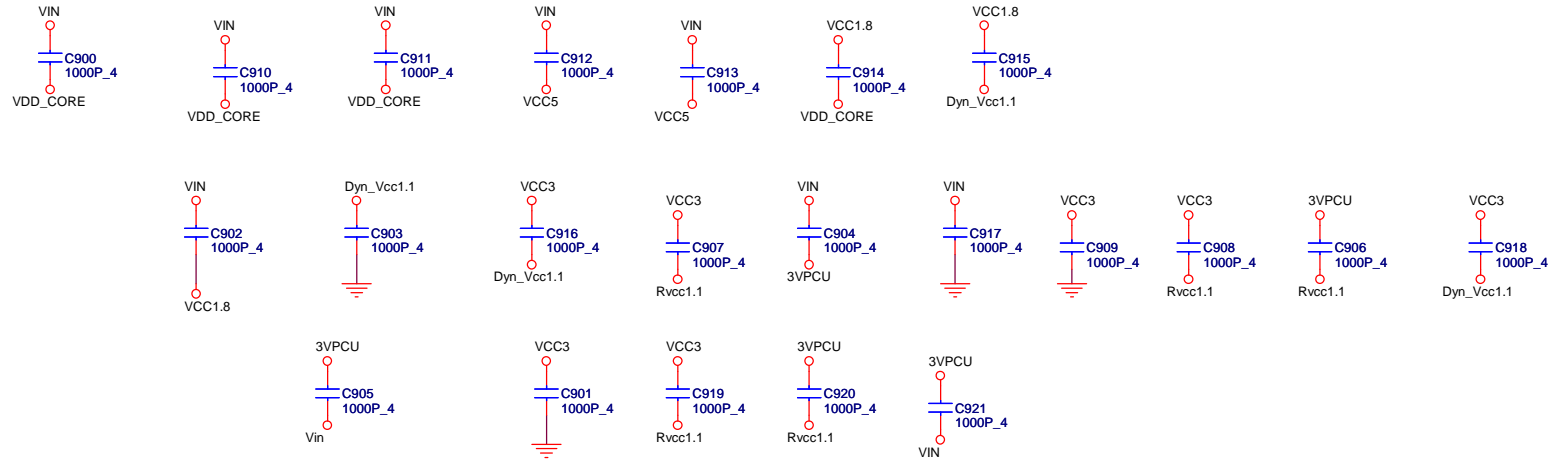 VIN
C900
1000P_4
VDD_CORE
VIN
C910
1000P_4
VDD_CORE
VIN
C911
1000P_4
VDD_CORE
VIN
C912
1000P_4
VCC5
VIN
C913
1000P_4
VCC5
VCC1.8
C914
1000P_4
VDD_CORE
VCC1.8
C915
1000P_4
Dyn_Vcc1.1
VIN
C902
1000P_4
VCC1.8
Dyn_Vcc1.1
C903
1000P_4
VCC3
C916
1000P_4
Dyn_Vcc1.1
VCC3
C907
1000P_4
Rvcc1.1
VIN
C904
1000P_4
3VPCU
VIN
C917
1000P_4
VCC3
C909
1000P_4
VCC3
C908
1000P_4
Rvcc1.1
3VPCU
C906
1000P_4
Rvcc1.1
VCC3
C918
1000P_4
Dyn_Vcc1.1
3VPCU
C905
1000P_4
Vin
VCC3
C901
1000P_4
VCC3
C919
1000P_4
Rvcc1.1
3VPCU
C920
1000P_4
Rvcc1.1
3VPCU
C921
1000P_4
VIN